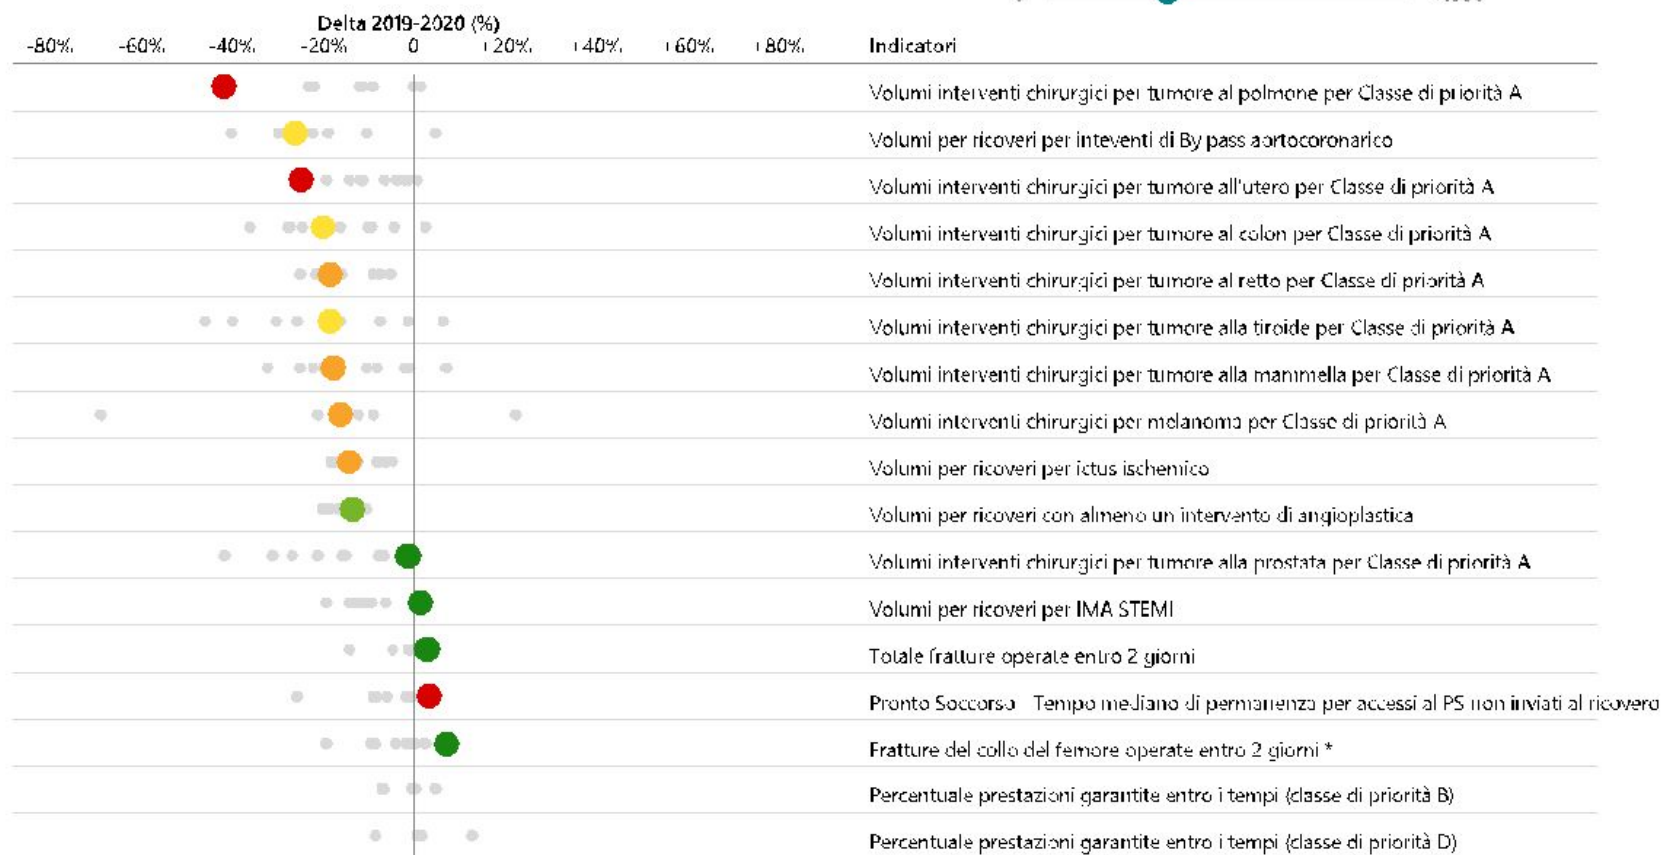 Delta 2019-2020 (%)
-80% -60% -40% -20% 0 +20% +40% +60% +80% Indicatori
Volumi interventi chirurgici per tumore al polmone per Classe di priorità A
Volumi per ricoveri per inteventi di By pass aortocoronarico
Volumi interventi chirurgici per tumore all'utero per Classe di priorità A
Volumi interventi chirurgici per tumore al colon per Classe di priorità A
Volumi interventi chirurgici per tumore al retto per Classe di priorità A
Volumi interventi chirurgici per tumore alla tiroide per Classe di priorità A
Volumi interventi chirurgici per tumore alla mammella per Classe di priorità A
Volumi interventi chirurgici per melanoma per Classe di priorità A
Volumi per ricoveri per ictus ischemico
Volumi per ricoveri con almeno un intervento di angioplastica
Volumi interventi chirurgici per tumore alla prostata per Classe di priorità A
Volumi per ricoveri per IMA STEMI
Totale fratture operate entro 2 giorni
Pronto Soccorso - Tempo mediano di permanenza per accessi al PS non inviati al ricovero
Fratture del collo del femore operate entro 2 giorni *
Percentuale prestazioni garantite entro i tempi (classe di priorità B)
Percentuale prestazioni garantite entro i tempi (classe di priorità D)